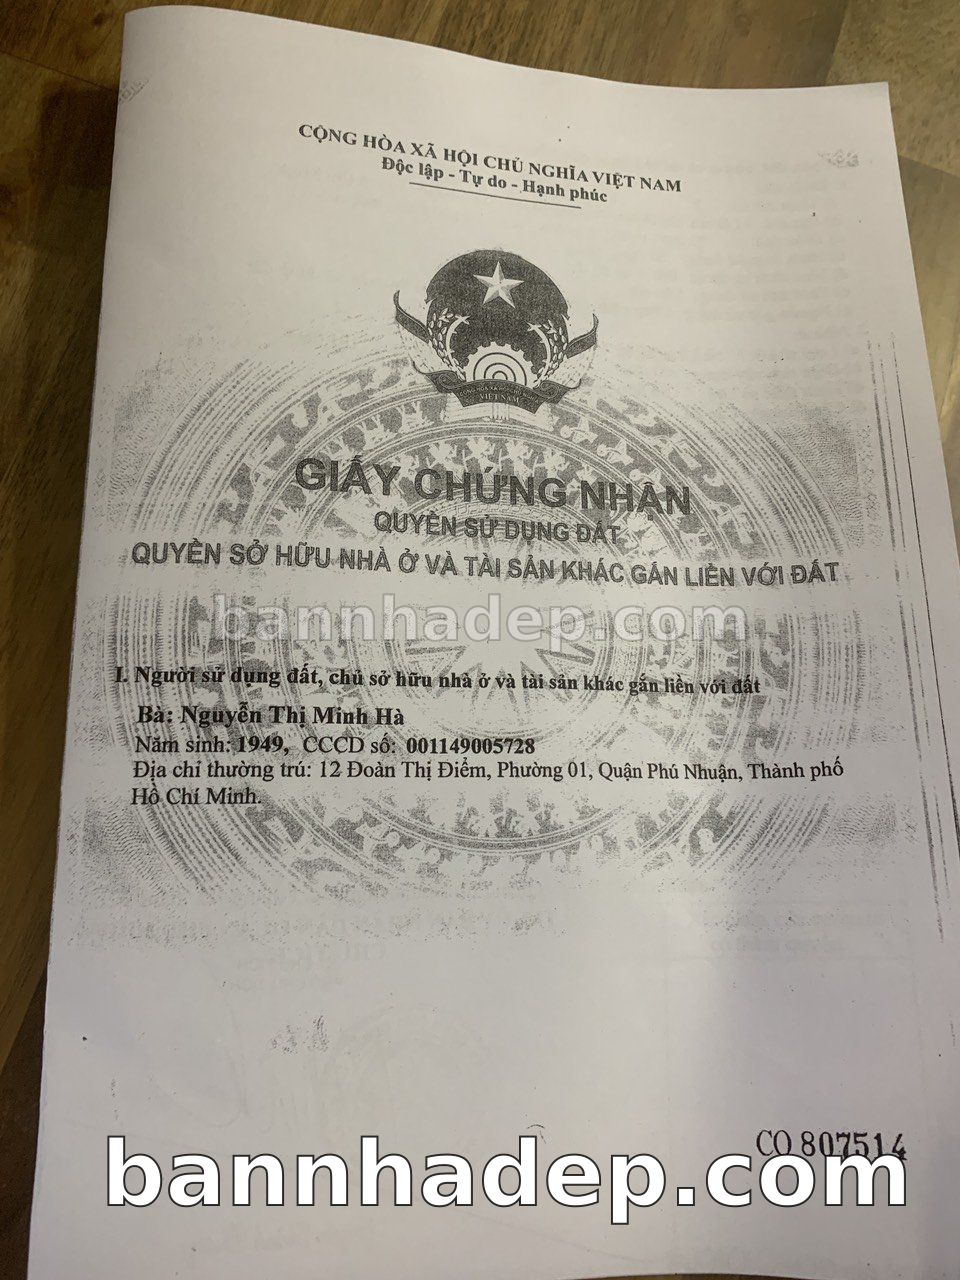 CỘNG HÒA XÃ HỘI CHỦ NGHĨA VIỆT NAM
Độc lập - Tự do - Hạnh phúc
VIỆT NAM
GIẤY CHỨNG NHẬN
QUYỀN SỬ DỤNG ĐẤT
QUYỀN SỞ HỮU NHÀ Ở VÀ TÀI SẢN KHÁC GẮN LIỀN VỚI ĐẤT
bannhadep.com
I. Người sử dụng đất, chủ sở hữu nhà ở và tài sản khác gắn liền với đất
Bà: Nguyễn Thị Minh Hà
Năm sinh: 1949, CCCD số: 001149005728
Địa chỉ thường trú: 12 Đoàn Thị Điểm, Phường 01, Quận Phú Nhuận, Thành phố
Hồ Chí Minh.
CO 807514
bannhadep.com